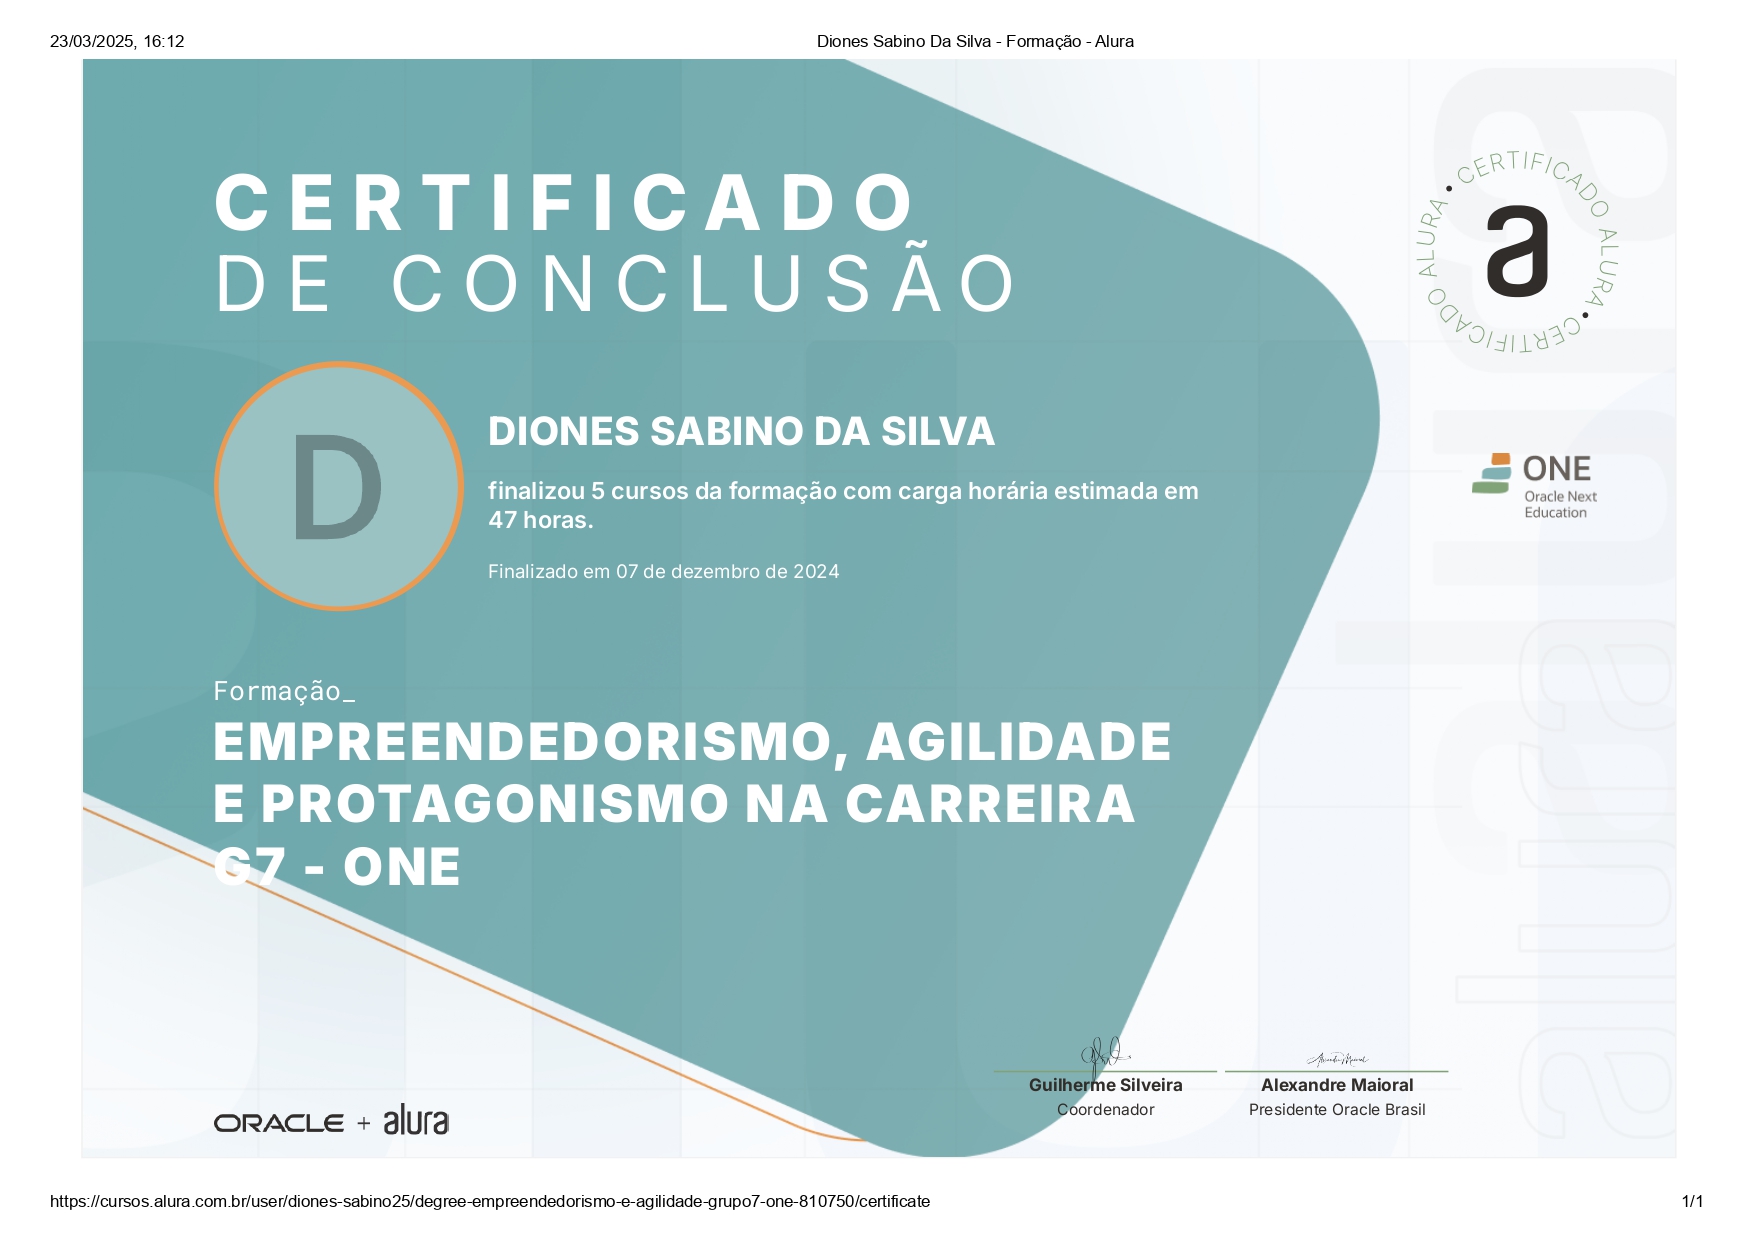 23/03/2025, 16:12
Diones Sabino Da Silva - Formação - Alura
CERTIFICADO
DE CONCLUSÃO
• CERTIFICADO ALURA • CERTIFICADO ALURA
a
D
DIONES SABINO DA SILVA
finalizou 5 cursos da formação com carga horária estimada em
47 horas.
Finalizado em 07 de dezembro de 2024
ONE
Oracle Next
Education
Formação_
EMPREENDEDORISMO, AGILIDADE
E PROTAGONISMO NA CARREIRA
G7 - ONE
alura
alura
Guilherme Silveira
Coordenador
Alexandre Maioral
Presidente Oracle Brasil
ORACLE + alura
https://cursos.alura.com.br/user/diones-sabino25/degree-empreendedorismo-e-agilidade-grupo7-one-810750/certificate
1/1